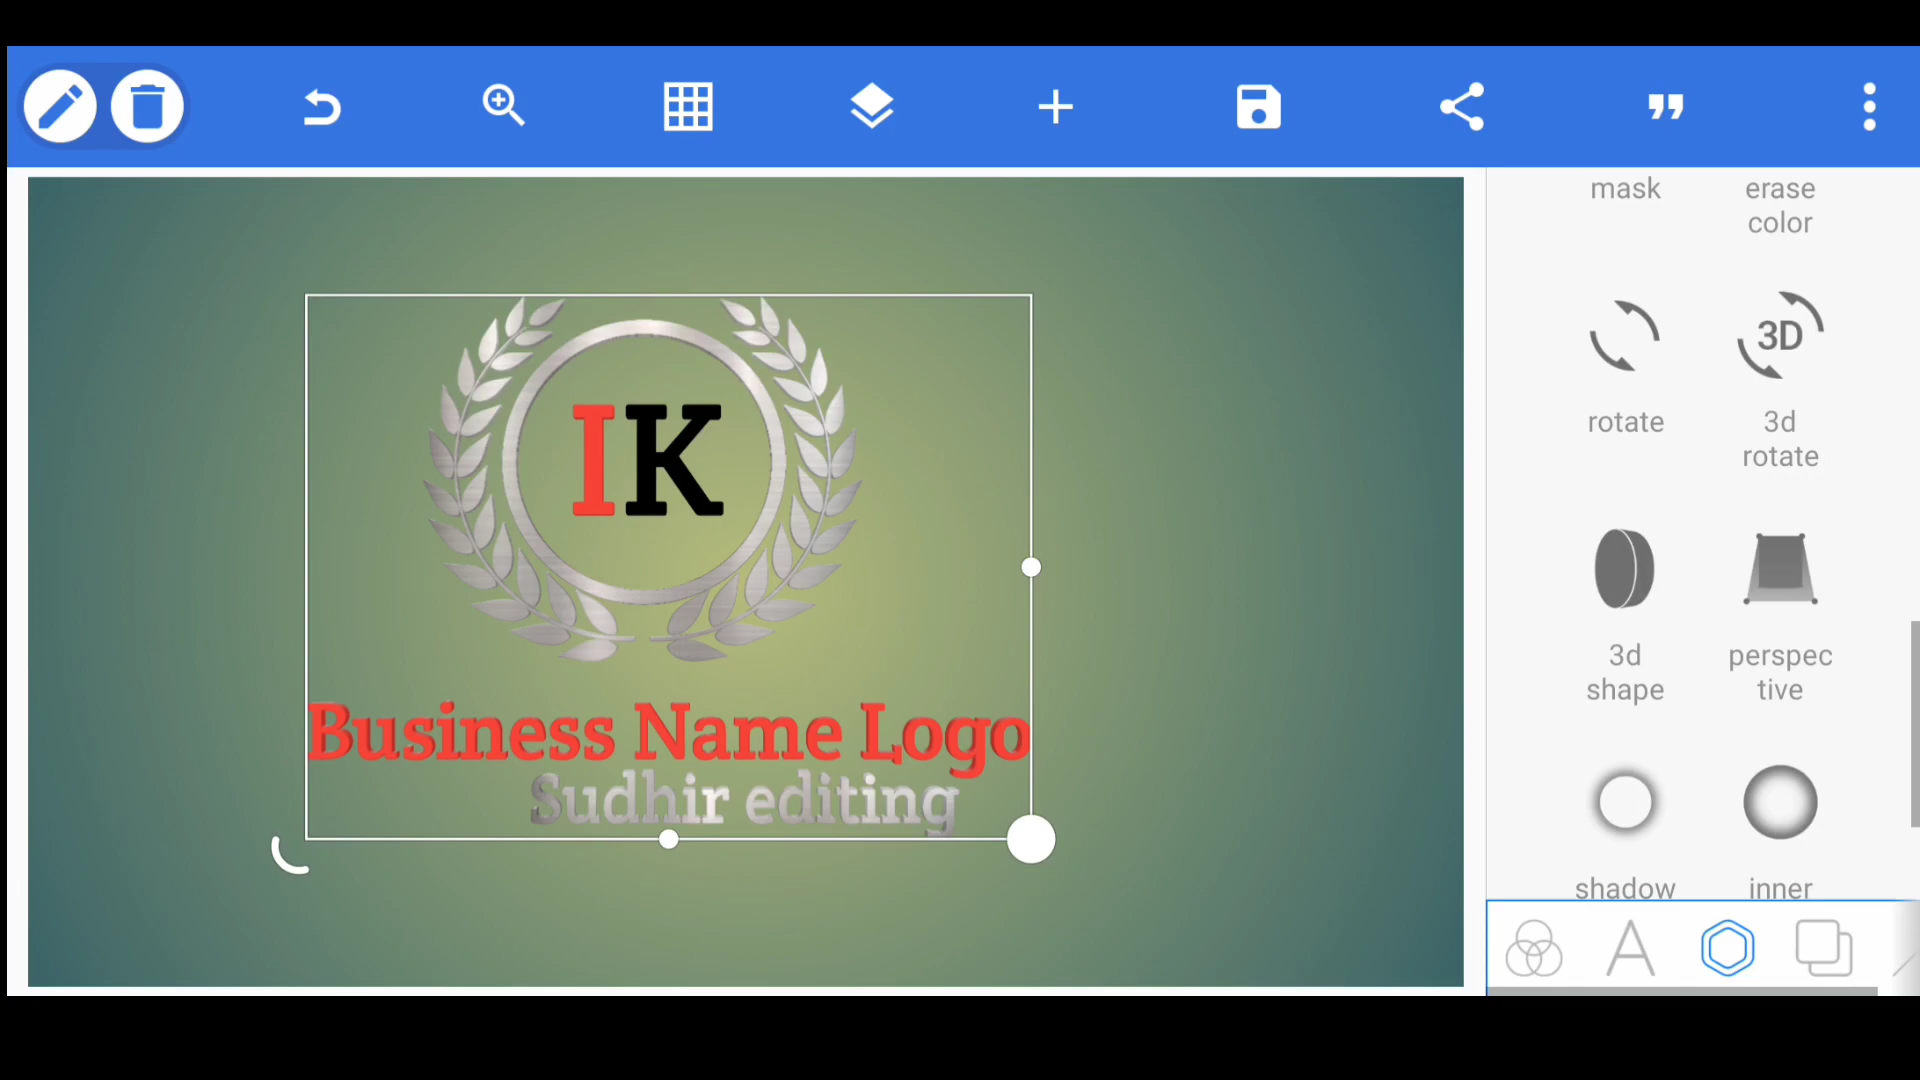 mask
erase
color
IK
rotate
3D
3d
rotate
3d
shape
perspec
tive
Business Name Logo
Sudhir editing
shadow
inner
A